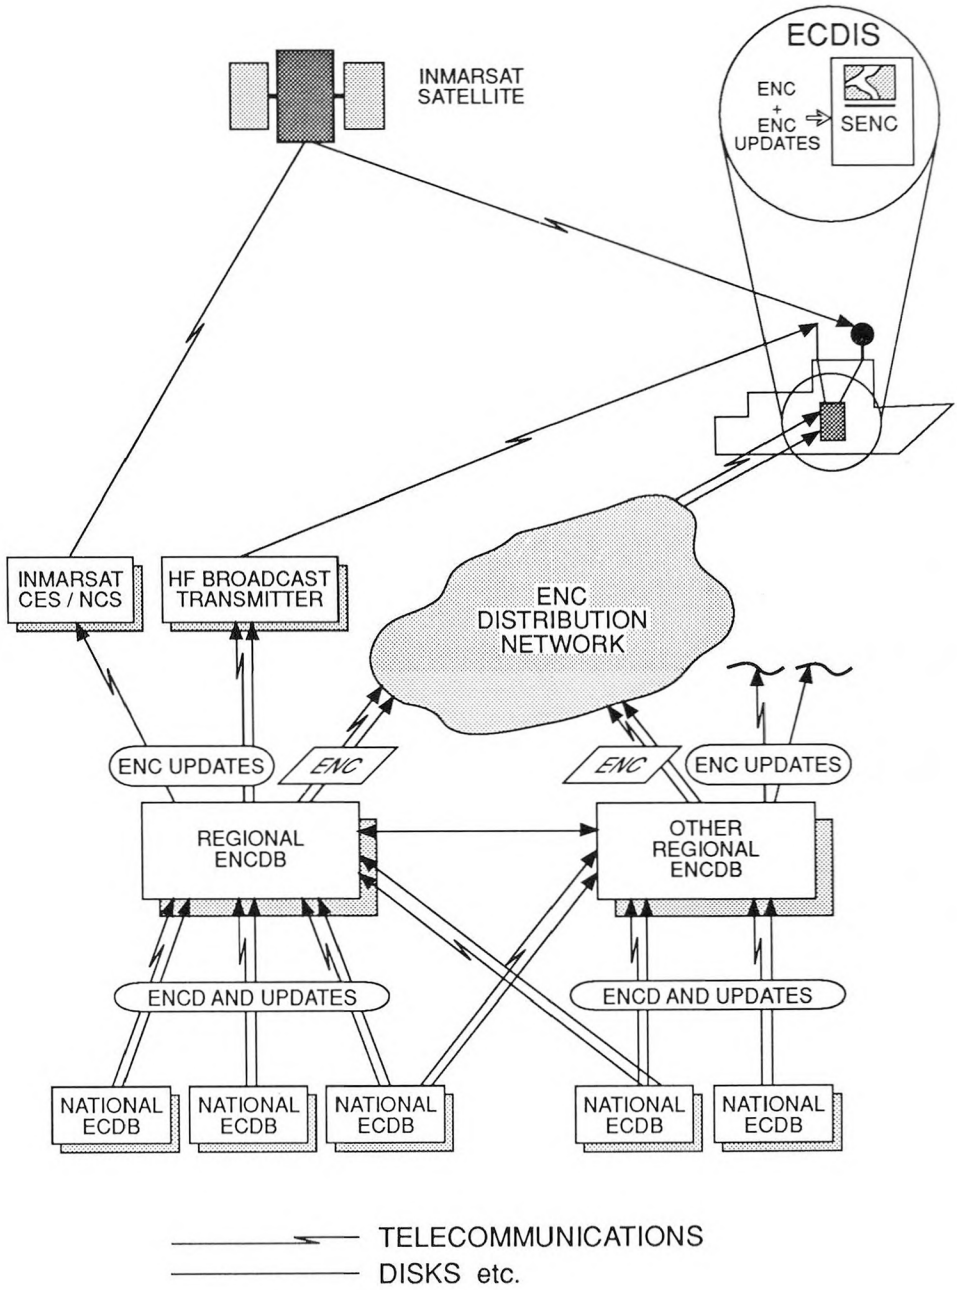 ECDIS
ENC
+
ENC
UPDATES
SENC
INMARSAT
SATELLITE
INMARSAT
CES / NCS
HF BROADCAST
TRANSMITTER
ENC
DISTRIBUTION
NETWORK
ENC UPDATES
ENC
ENC
ENC UPDATES
REGIONAL
ENCDB
OTHER
REGIONAL
ENCDB
ENCD AND UPDATES
ENCD AND UPDATES
NATIONAL
ECDB
NATIONAL
ECDB
NATIONAL
ECDB
NATIONAL
ECDB
NATIONAL
ECDB
TELECOMMUNICATIONS
DISKS etc.